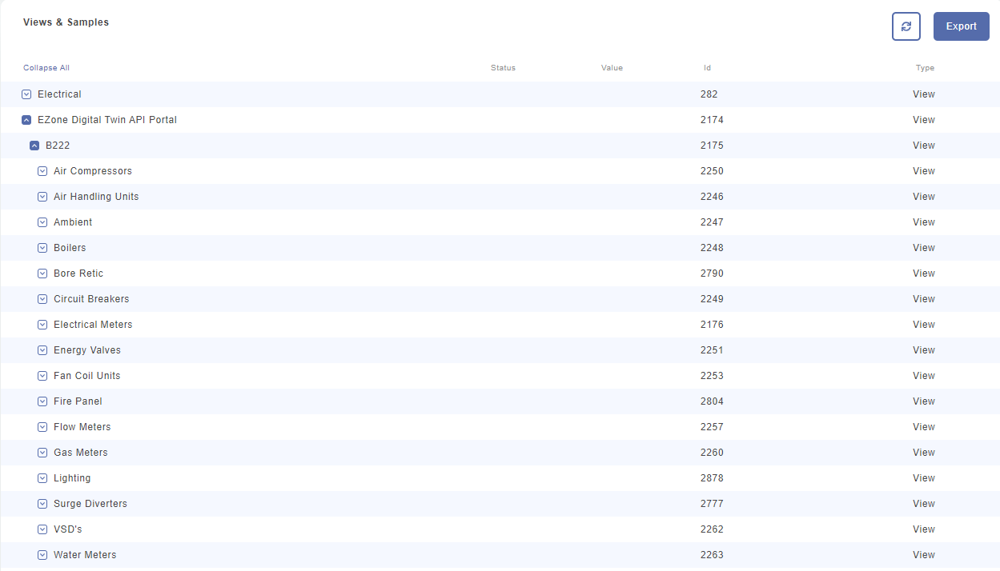 Views & Samples
Export
Collapse All Status Value Id Type
Electrical 282 View
EZone Digital Twin API Portal 2174 View
B222 2175 View
Air Compressors 2250 View
Air Handling Units 2246 View
Ambient 2247 View
Boilers 2248 View
Bore Retic 2790 View
Circuit Breakers 2249 View
Electrical Meters 2176 View
Energy Valves 2251 View
Fan Coil Units 2253 View
Fire Panel 2804 View
Flow Meters 2257 View
Gas Meters 2260 View
Lighting 2878 View
Surge Diverters 2777 View
VSD's 2262 View
Water Meters 2263 View